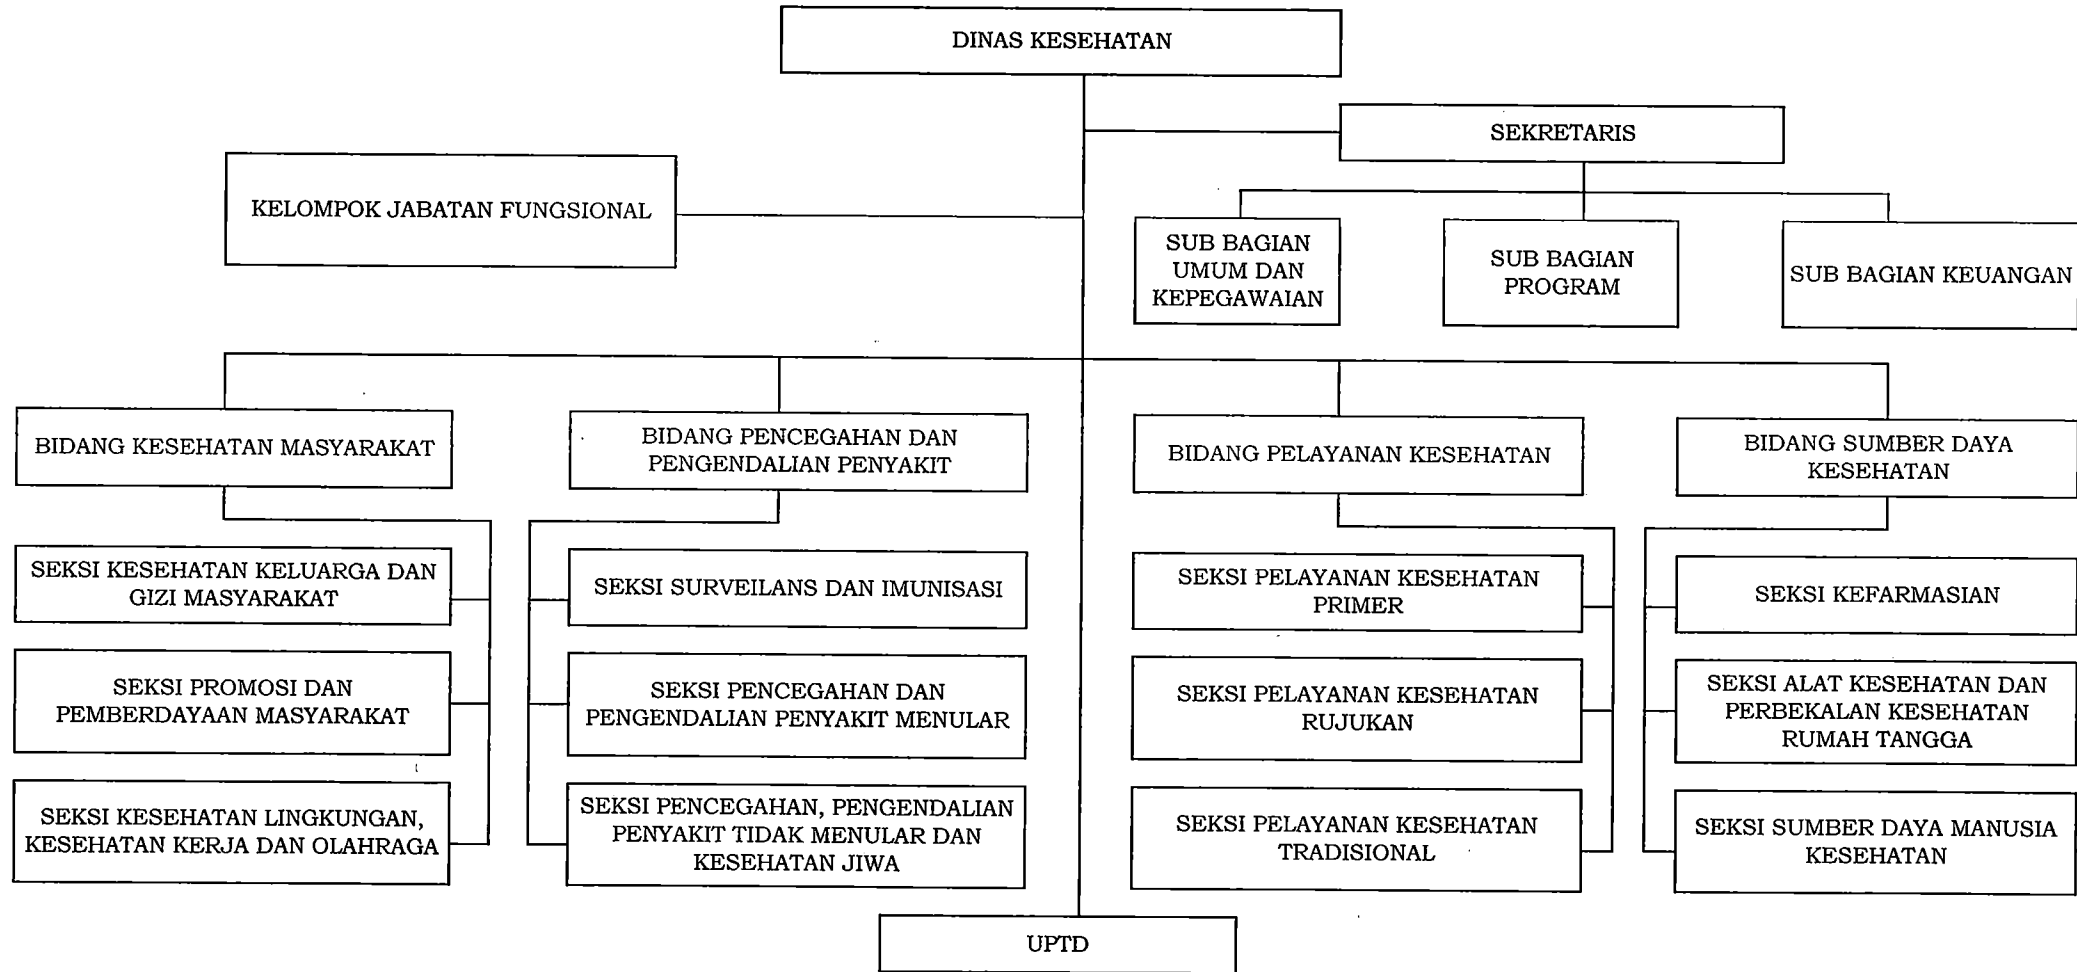 DINAS KESEHATAN
SEKRETARIS
KELOMPOK JABATAN FUNGSIONAL
SUB BAGIAN
UMUM DAN
KEPEGAWAIAN
SUB BAGIAN
PROGRAM
SUB BAGIAN KEUANGAN
BIDANG KESEHATAN MASYARAKAT
BIDANG PENCEGAHAN DAN
PENGENDALIAN PENYAKIT
BIDANG PELAYANAN KESEHATAN
BIDANG SUMBER DAYA
KESEHATAN
SEKSI KESEHATAN KELUARGA DAN
GIZI MASYARAKAT
SEKSI SURVEILANS DAN IMUNISASI
SEKSI PELAYANAN KESEHATAN
PRIMER
SEKSI KEFARMASIAN
SEKSI PROMOSI DAN
PEMBERDAYAAN MASYARAKAT
SEKSI PENCEGAHAN DAN
PENGENDALIAN PENYAKIT MENULAR
SEKSI PELAYANAN KESEHATAN
RUJUKAN
SEKSI ALAT KESEHATAN DAN
PERBEKALAN KESEHATAN
RUMAH TANGGA
SEKSI KESEHATAN LINGKUNGAN,
KESEHATAN KERJA DAN OLAHRAGA
SEKSI PENCEGAHAN, PENGENDALIAN
PENYAKIT TIDAK MENULAR DAN
KESEHATAN JIWA
SEKSI PELAYANAN KESEHATAN
TRADISIONAL
SEKSI SUMBER DAYA MANUSIA
KESEHATAN
UPTD